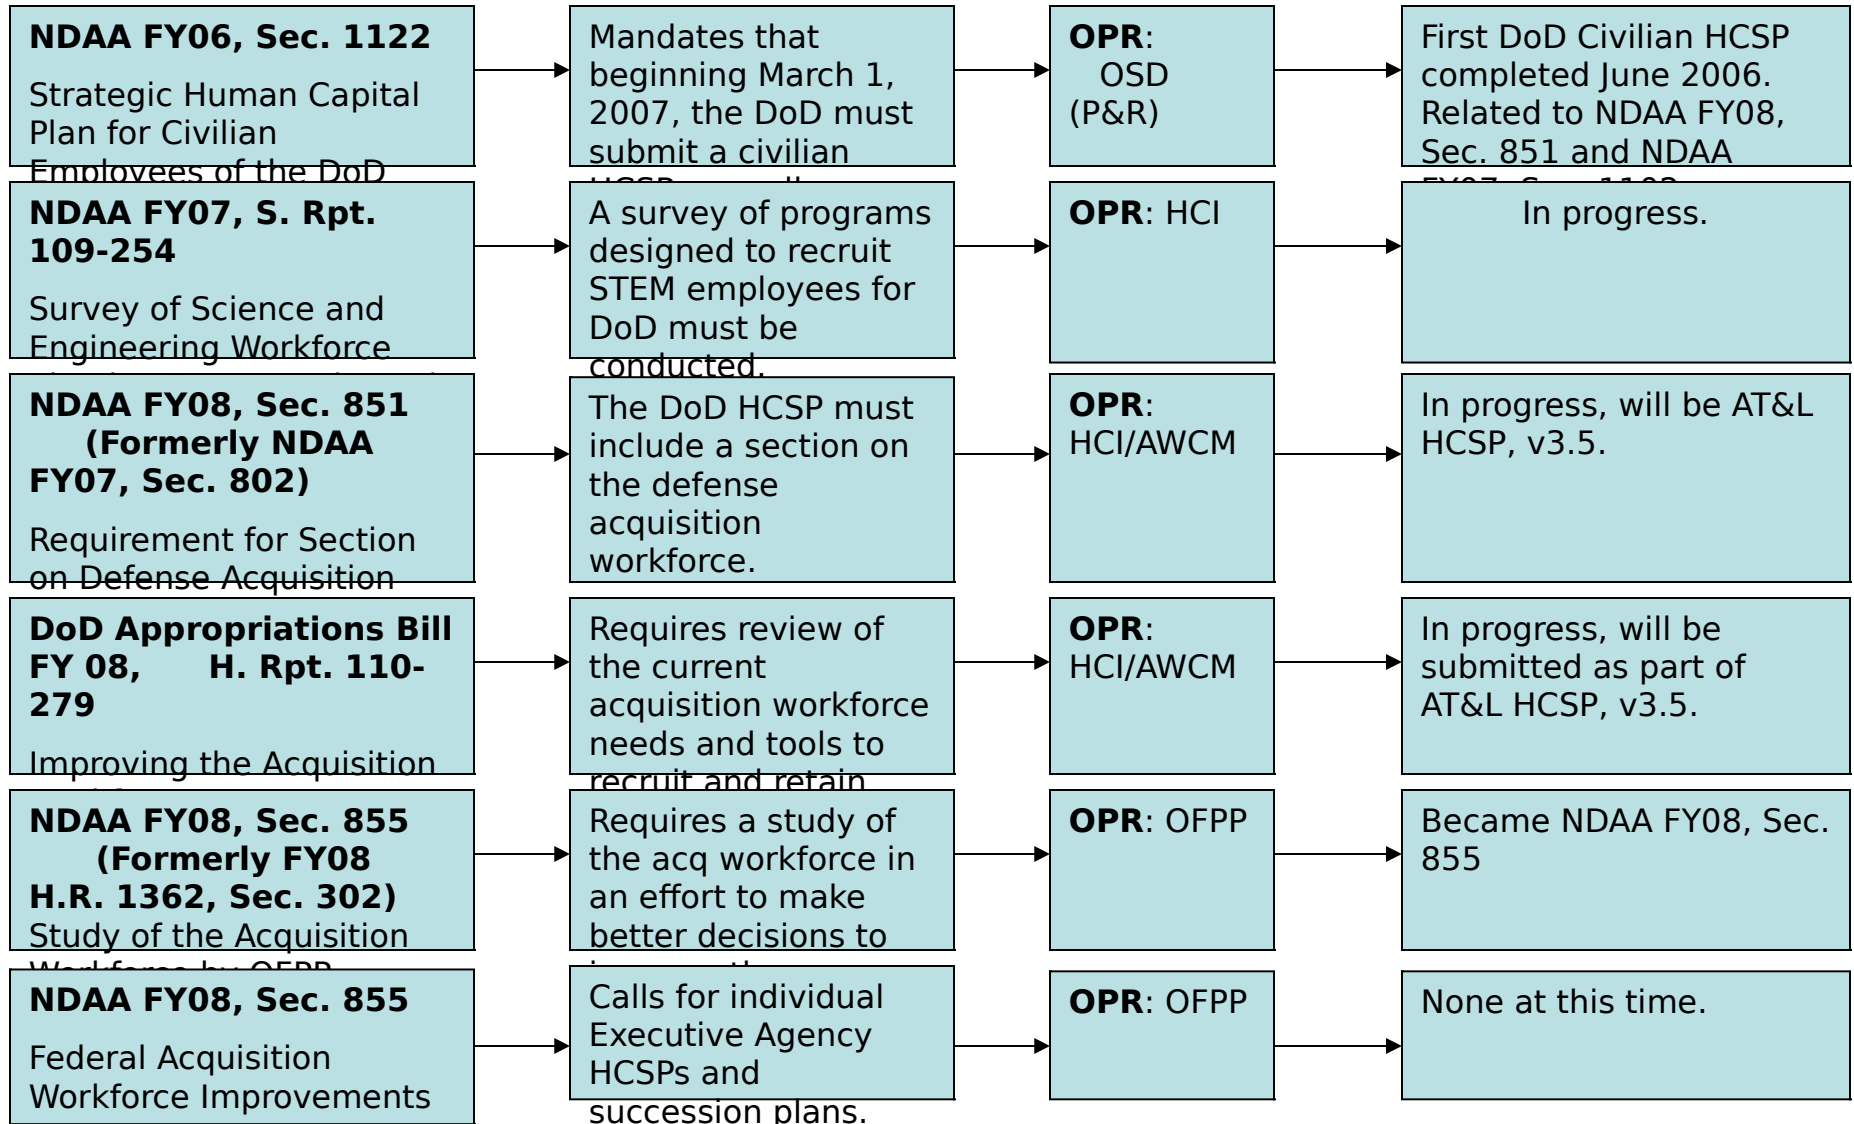 NDAA FY06, Sec. 1122
Strategic Human Capital
Plan for Civilian
Employees of the DoD
Mandates that
beginning March 1,
2007, the DoD must
submit a civilian
OPR:
OSD
(P&R)
First DoD Civilian HCSP
completed June 2006.
Related to NDAA FY08,
Sec. 851 and NDAA
NDAA FY07, S. Rpt.
109-254
Survey of Science and
Engineering Workforce
A survey of programs
designed to recruit
STEM employees for
DoD must be
conducted.
OPR: HCI
In progress.
NDAA FY08, Sec. 851
(Formerly NDAA
FY07, Sec. 802)
Requirement for Section
on Defense Acquisition
The DoD HCSP must
include a section on
the defense
acquisition
workforce.
OPR:
HCI/AWCM
In progress, will be AT&L
HCSP, v3.5.
DoD Appropriations Bill
FY 08, H. Rpt. 110-
279
Improving the Acquisition
Requires review of
the current
acquisition workforce
needs and tools to
recruit and retain
OPR:
HCI/AWCM
In progress, will be
submitted as part of
AT&L HCSP, v3.5.
NDAA FY08, Sec. 855
(Formerly FY08
H.R. 1362, Sec. 302)
Study of the Acquisition
Workforce by OFPP
Requires a study of
the acq workforce in
an effort to make
better decisions to
OPR: OFPP
Became NDAA FY08, Sec.
855
NDAA FY08, Sec. 855
Federal Acquisition
Workforce Improvements
Calls for individual
Executive Agency
HCSPs and
succession plans.
OPR: OFPP
None at this time.